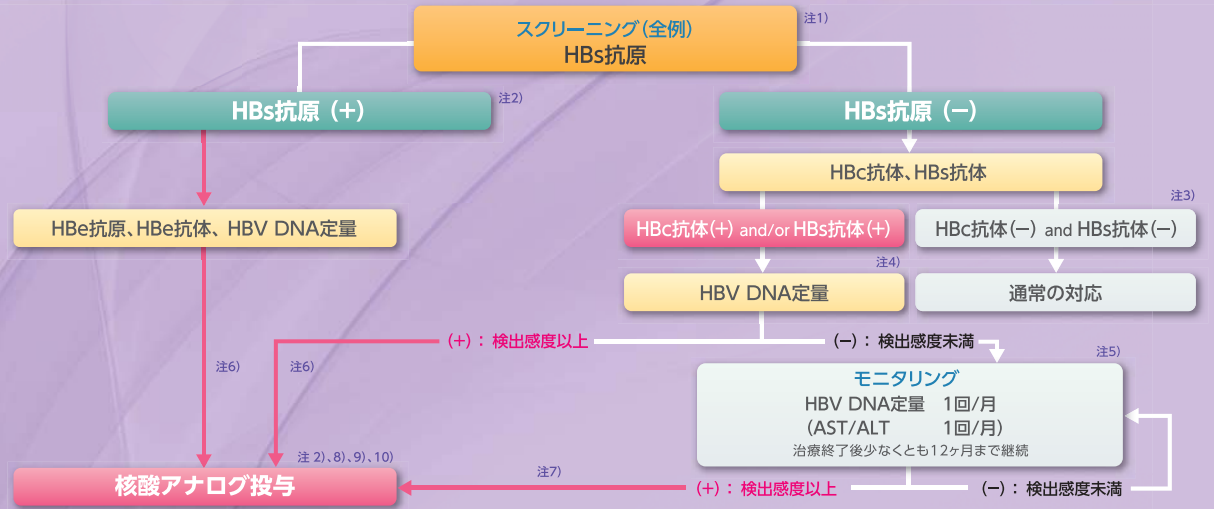 スクリーニング（全例）
HBs抗原
注1）
HBs抗原（+）
注2）
HBs抗原（−）
HBc抗体、HBs抗体
HBe抗原、HBe抗体、HBV DNA定量
HBc抗体（+）and/or HBs抗体（+）
注3）
HBc抗体（−）and HBs抗体（−）
注4）
HBV DNA定量
通常の対応
（+）：検出感度以上
（−）：検出感度未満
注6）
注6）
注5）
モニタリング
HBV DNA定量 1回/月
（AST/ALT 1回/月）
治療終了後少なくとも12ヶ月まで継続
注 2）、8）、9）、10）
核酸アナログ投与
注7）
（+）：検出感度以上
（−）：検出感度未満